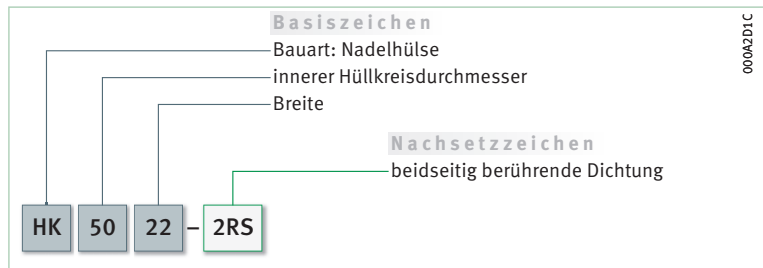 Basiszeichen
Bauart: Nadelhülse
innerer Hüllkreisdurchmesser
Breite
Nachsetzzeichen
beidseitig berührende Dichtung
HK 50 22 – 2RS
000A2D1C